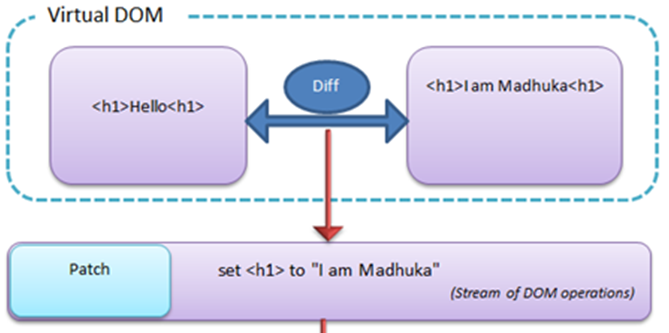 Virtual DOM
Diff
<h1>Hello<h1>
<h1>I am Madhuka<h1>
Patch
set <h1> to "I am Madhuka"
(Stream of DOM operations)